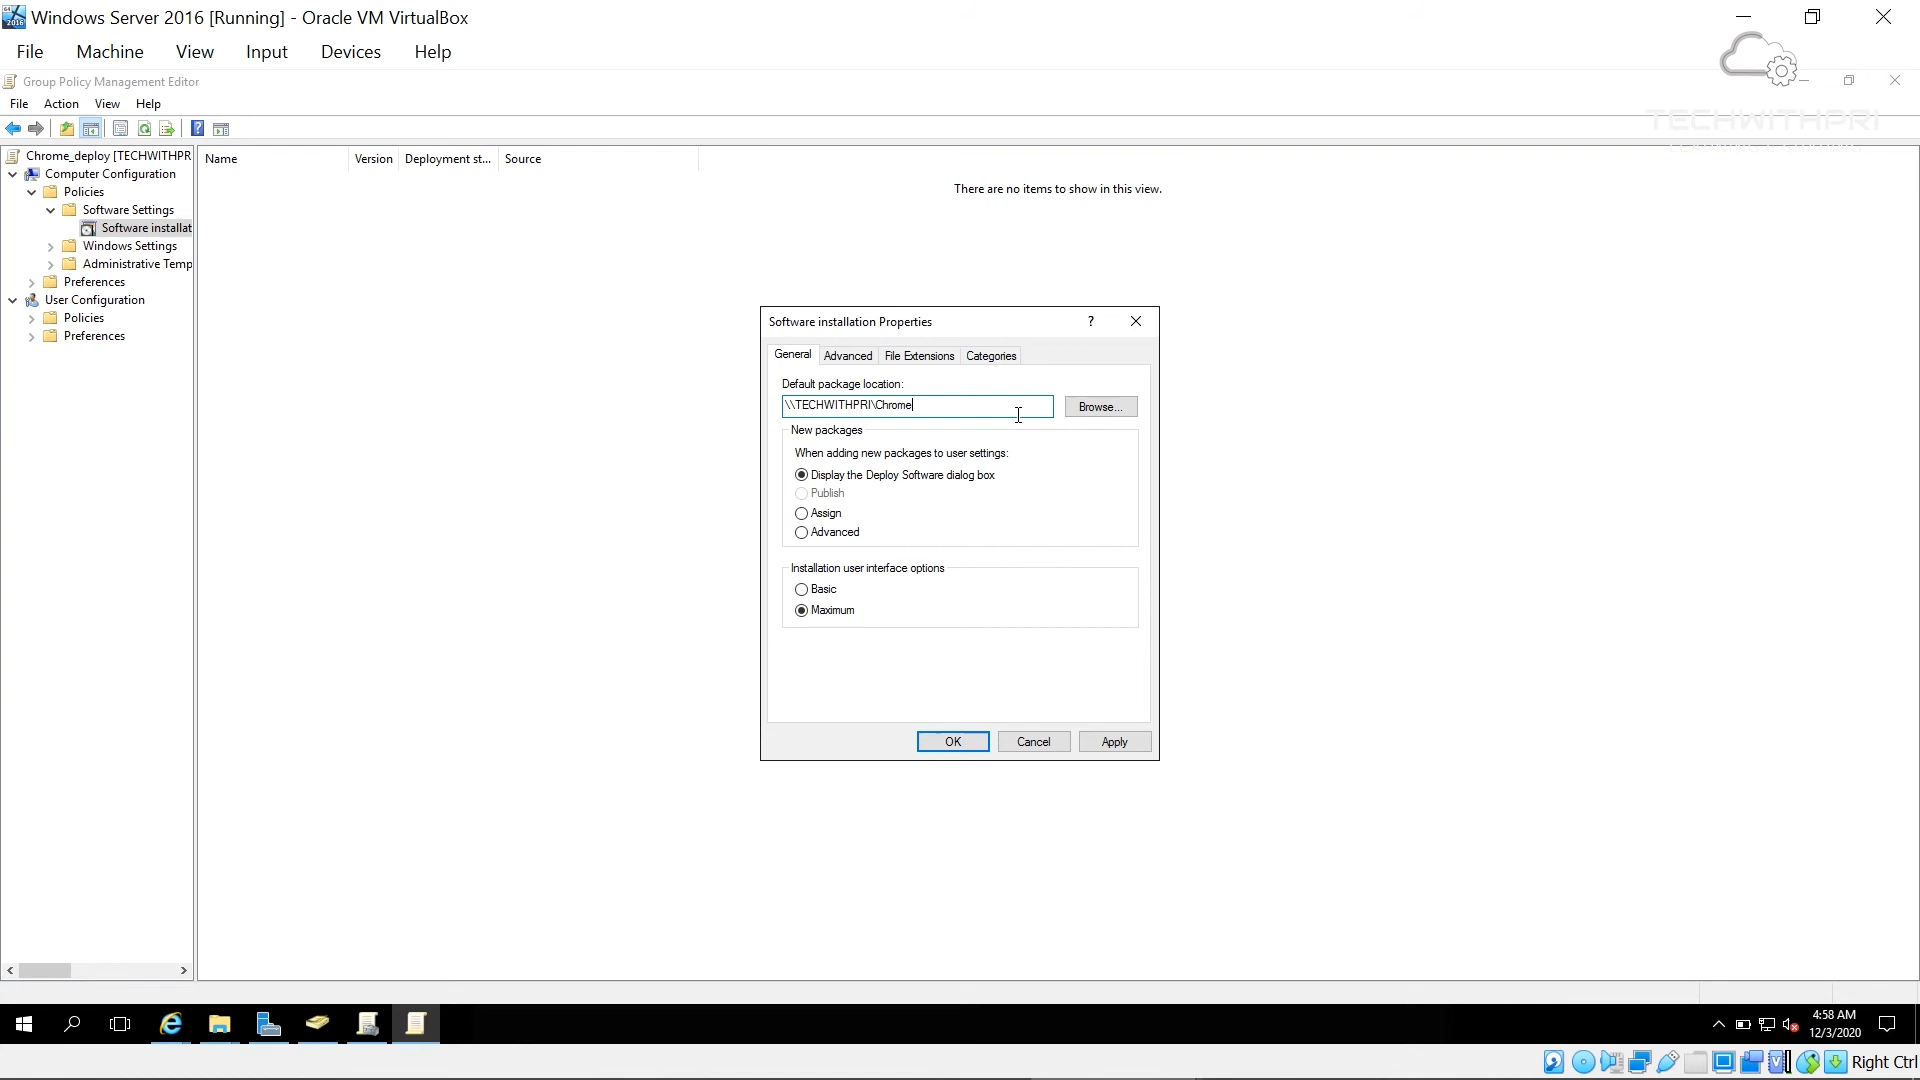 Windows Server 2016 [Running] - Oracle VM VirtualBox
File Machine View Input Devices Help
Group Policy Management Editor
File Action View Help
TECHWITHPRI
Chrome_deploy [TECHWITHPR
Computer Configuration
Policies
Software Settings
Software installat
Windows Settings
Administrative Temp
Preferences
User Configuration
Policies
Preferences
Name Version Deployment st... Source
There are no items to show in this view.
Software installation Properties ?
General Advanced File Extensions Categories
Default package location:
\\TECHWITHPRI\Chrome
Browse...
New packages
When adding new packages to user settings:
Display the Deploy Software dialog box
Publish
Assign
Advanced
Installation user interface options
Basic
Maximum
OK Cancel Apply
4:58 AM
12/3/2020
Right Ctrl